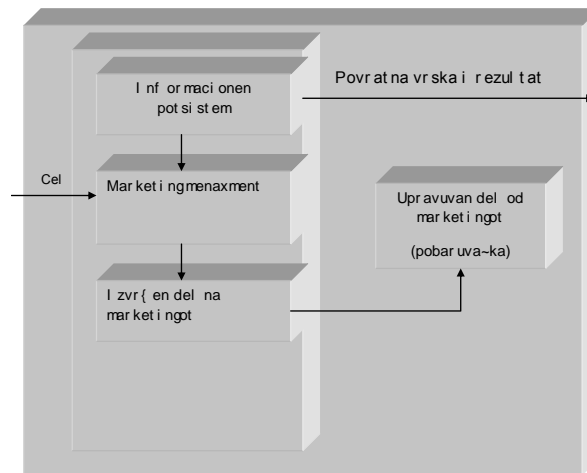 Informacionen
potsistem
Povratna vrska i rezultat
Cel
Marketingmenaxment
Upravuvan del od
marketingot
(pobaruva~ka)
Izvr{en del na
marketingot